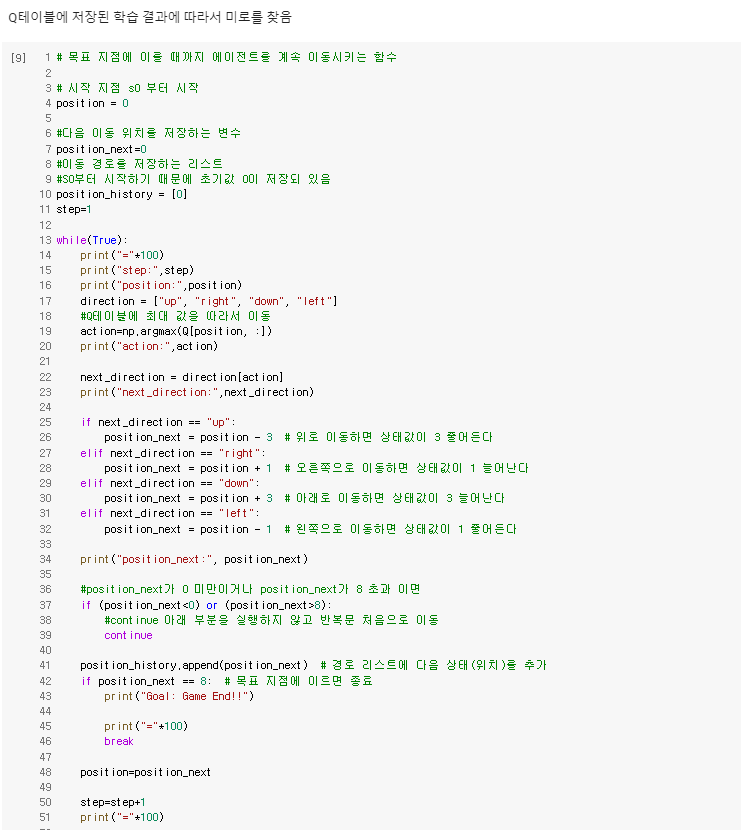 Q테이블에 저장된 학습 결과에 따라서 미로를 찾음
[9] 1 # 목표 지점에 이를 때까지 에이전트를 계속 이동시키는 함수
2
3 # 시작 지점 s0 부터 시작
4 position = 0
5
6 #다음 이동 위치를 저장하는 변수
7 position_next=0
8 #이동 경로를 저장하는 리스트
9 #S0부터 시작하기 때문에 초기값 0이 저장되 있음
10 position_history = [0]
11 step=1
12
13 while(True):
14     print("="*100)
15     print("step:",step)
16     print("position:",position)
17     direction = ["up", "right", "down", "left"]
18     #Q테이블에 최대 값을 따라서 이동
19     action=np.argmax(Q[position, :])
20     print("action:",action)
21
22     next_direction = direction[action]
23     print("next_direction:",next_direction)
24
25     if next_direction == "up":
26         position_next = position - 3  # 위로 이동하면 상태값이 3 줄어든다
27     elif next_direction == "right":
28         position_next = position + 1  # 오른쪽으로 이동하면 상태값이 1 늘어난다
29     elif next_direction == "down":
30         position_next = position + 3  # 아래로 이동하면 상태값이 3 늘어난다
31     elif next_direction == "left":
32         position_next = position - 1  # 왼쪽으로 이동하면 상태값이 1 줄어든다
33
34     print("position_next:", position_next)
35
36     #position_next가 0 미만이거나 position_next가 8 초과 이면
37     if (position_next<0) or (position_next>8):
38         #continue 아래 부분을 실행하지 않고 반복문 처음으로 이동
39         continue
40
41     position_history.append(position_next)  # 경로 리스트에 다음 상태(위치)를 추가
42     if position_next == 8:  # 목표 지점에 이르면 종료
43         print("Goal: Game End!!")
44
45         print("="*100)
46         break
47
48     position=position_next
49
50     step=step+1
51     print("="*100)